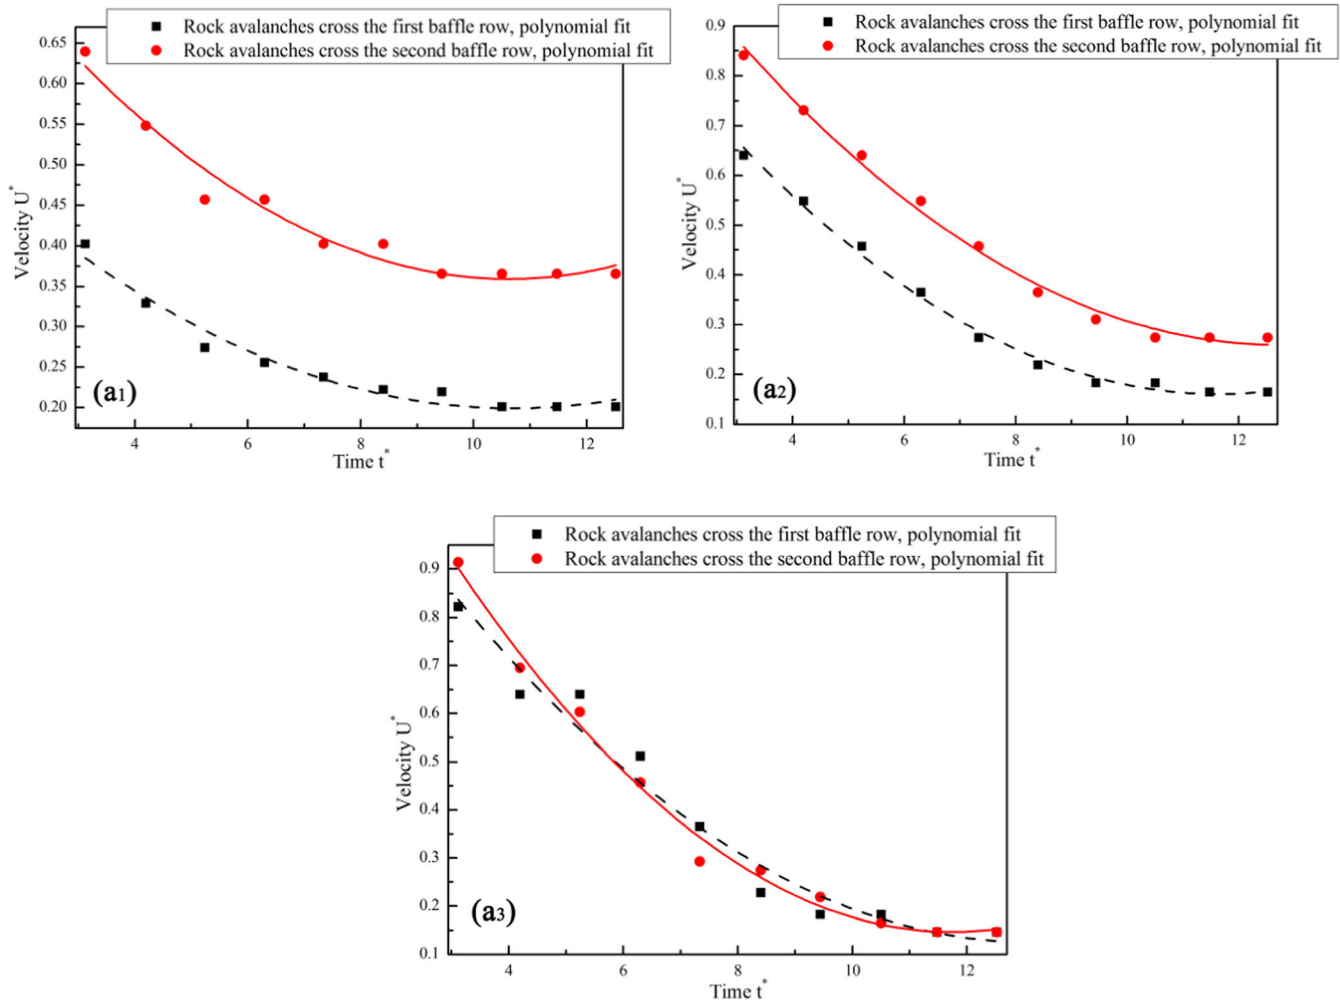 Rock avalanches cross the first baffle row, polynomial fit
Rock avalanches cross the second baffle row, polynomial fit
0.65
0.60
0.55
0.50
0.45
0.40
0.35
0.30
0.25
0.20
Velocity U*
(a1)
4 6 8 10 12
Time t*
Rock avalanches cross the first baffle row, polynomial fit
Rock avalanches cross the second baffle row, polynomial fit
0.9
0.8
0.7
0.6
0.5
0.4
0.3
0.2
0.1
Velocity U*
(a2)
4 6 8 10 12
Time t*
Rock avalanches cross the first baffle row, polynomial fit
Rock avalanches cross the second baffle row, polynomial fit
0.9
0.8
0.7
0.6
0.5
0.4
0.3
0.2
0.1
Velocity U*
(a3)
4 6 8 10 12
Time t*